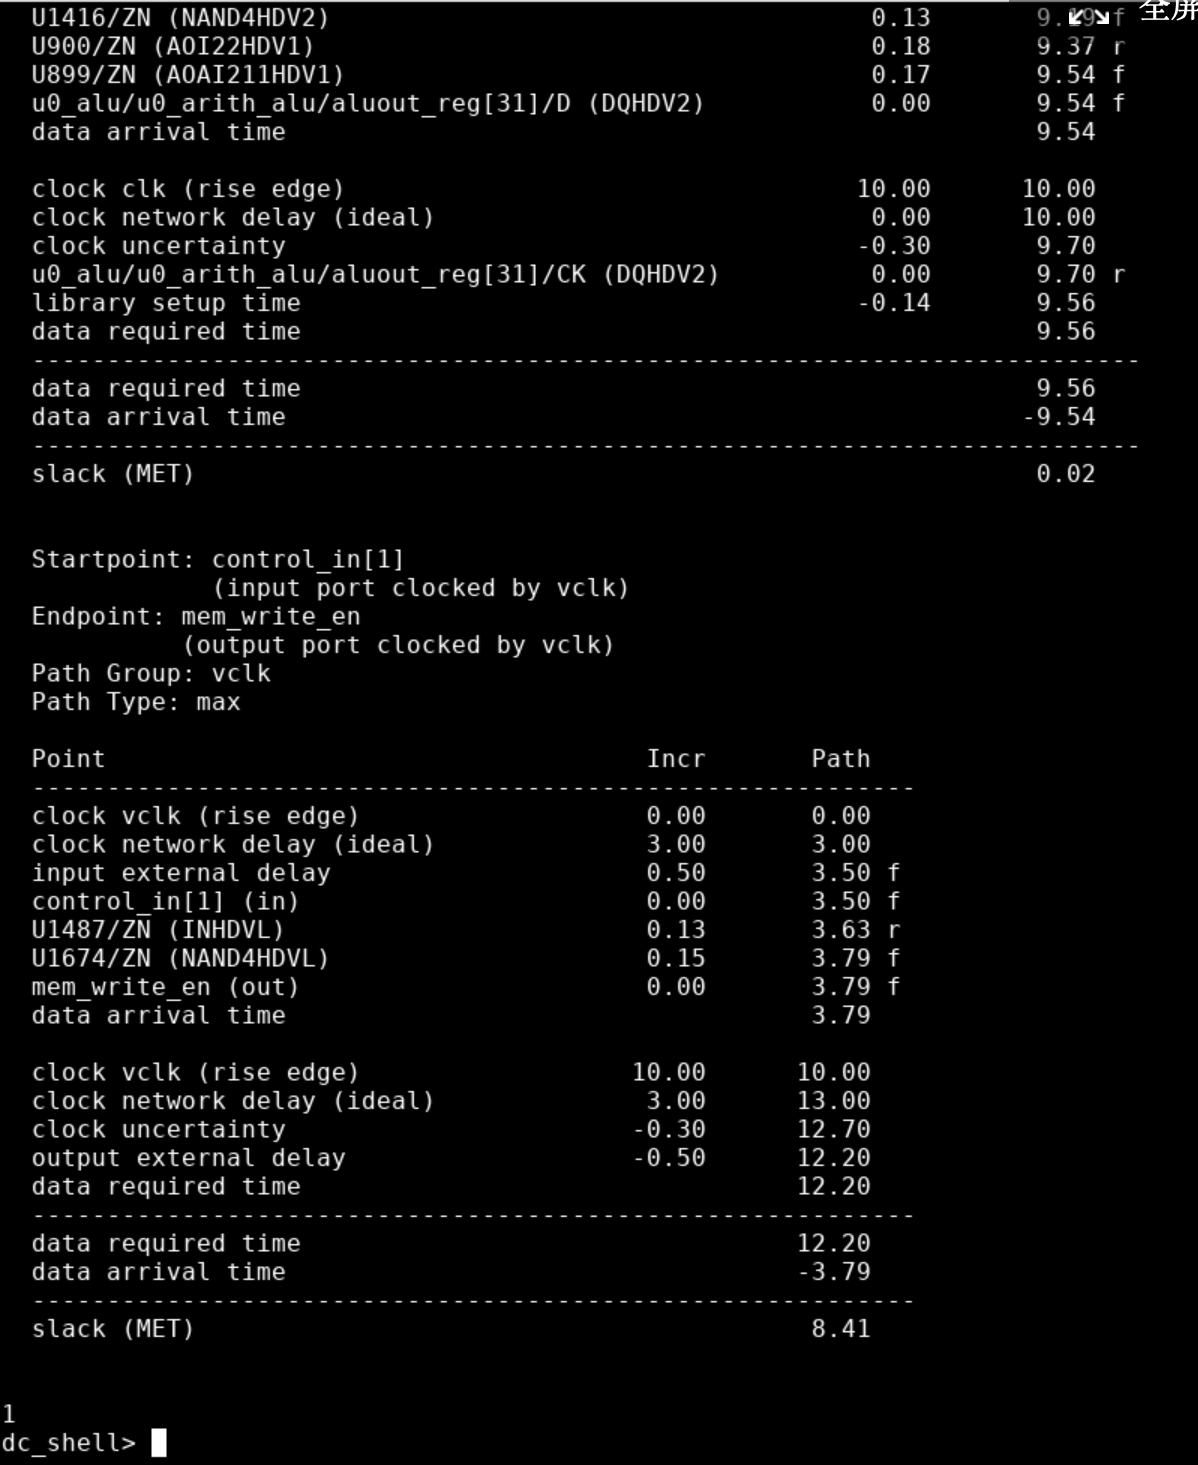 全屏
U1416/ZN (NAND4HDV2) 0.13 9.19 f
U900/ZN (AOI22HDV1) 0.18 9.37 r
U899/ZN (AOAI211HDV1) 0.17 9.54 f
u0_alu/u0_arith_alu/aluout_reg[31]/D (DQHDV2) 0.00 9.54 f
data arrival time 9.54
clock clk (rise edge) 10.00 10.00
clock network delay (ideal) 0.00 10.00
clock uncertainty -0.30 9.70
u0_alu/u0_arith_alu/aluout_reg[31]/CK (DQHDV2) 0.00 9.70 r
library setup time -0.14 9.56
data required time 9.56
--------------------------------------------------------------------------
data required time 9.56
data arrival time -9.54
--------------------------------------------------------------------------
slack (MET) 0.02
Startpoint: control_in[1]
(input port clocked by vclk)
Endpoint: mem_write_en
(output port clocked by vclk)
Path Group: vclk
Path Type: max
Point Incr Path
-----------------------------------------------------------
clock vclk (rise edge) 0.00 0.00
clock network delay (ideal) 3.00 3.00
input external delay 0.50 3.50 f
control_in[1] (in) 0.00 3.50 f
U1487/ZN (INHDVL) 0.13 3.63 r
U1674/ZN (NAND4HDVL) 0.15 3.79 f
mem_write_en (out) 0.00 3.79 f
data arrival time 3.79
clock vclk (rise edge) 10.00 10.00
clock network delay (ideal) 3.00 13.00
clock uncertainty -0.30 12.70
output external delay -0.50 12.20
data required time 12.20
-----------------------------------------------------------
data required time 12.20
data arrival time -3.79
-----------------------------------------------------------
slack (MET) 8.41
1
dc_shell>